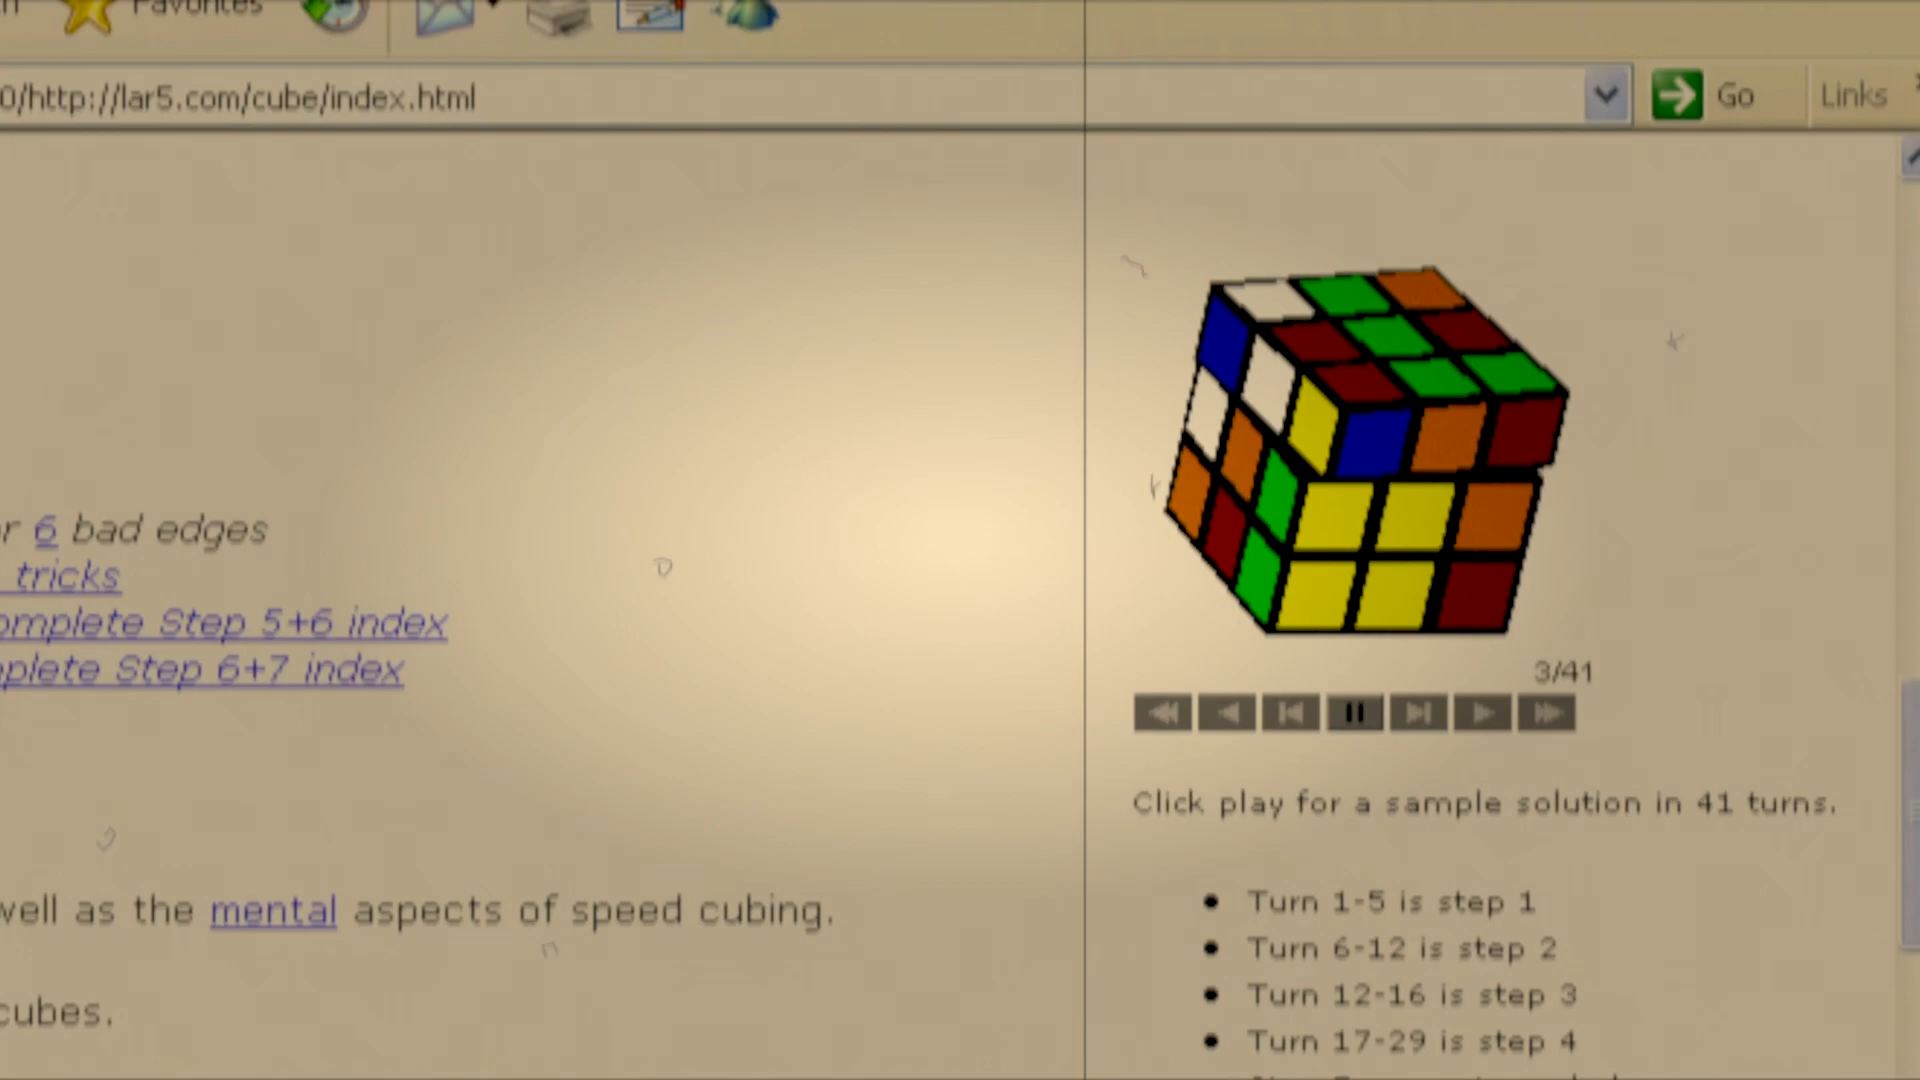 Favorites
0/http://lar5.com/cube/index.html
Go
Links
r 6 bad edges
tricks
omplete Step 5+6 index
plete Step 6+7 index
3/41
Click play for a sample solution in 41 turns.
well as the mental aspects of speed cubing.
• Turn 1-5 is step 1
• Turn 6-12 is step 2
• Turn 12-16 is step 3
• Turn 17-29 is step 4
cubes.